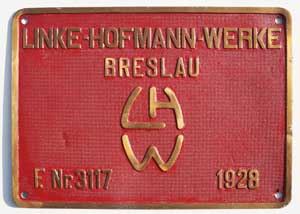 LINKE-HOFMANN-WERKE
BRESLAU
LHW
F. Nr. 3117 1928